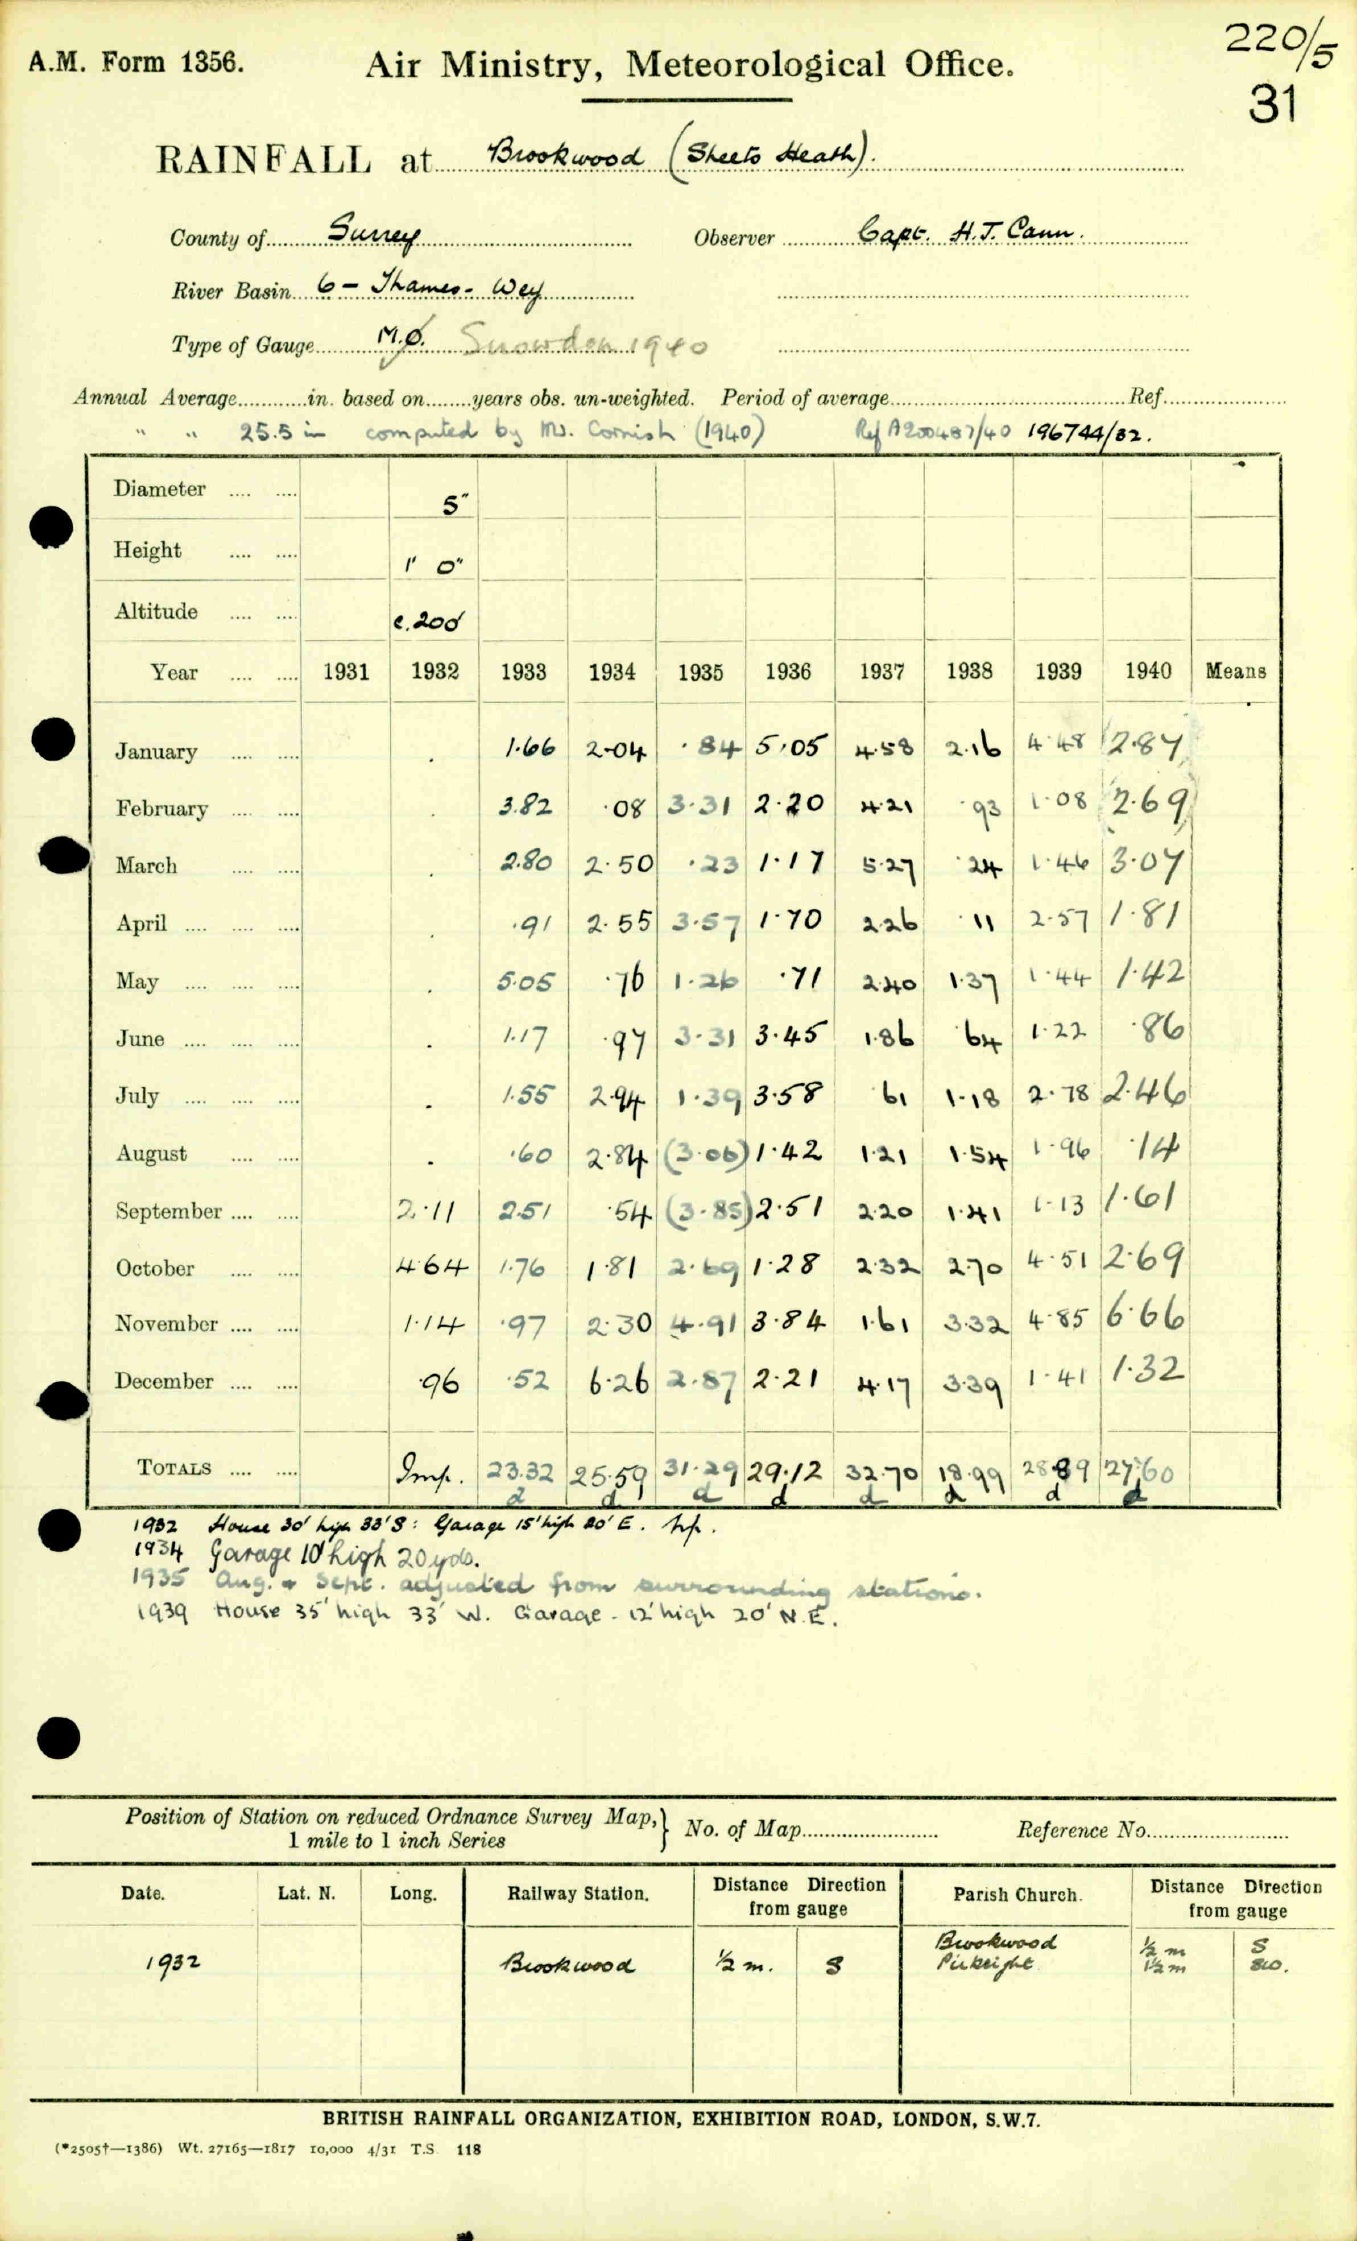 220/5
A.M. Form 1356. Air Ministry, Meteorological Office.
31
RAINFALL at Brookwood (Sheets Heath).
County of Surrey Observer Capt. H.J. Cann.
River Basin 6 - Thames - Wey
Type of Gauge M.O. Snowdon 1940
Annual Average in. based on years obs. un-weighted. Period of average Ref.
" " 25.5 in computed by Mr. Cornish (1940) Ref A200487/40 196744/32.
Diameter 5"
Height 1' 0"
Altitude c.200'
Year 1931 1932 1933 1934 1935 1936 1937 1938 1939 1940 Means
January . 1.66 2.04 .84 5.05 4.58 2.16 4.48 (2.87)
February . 3.82 .08 3.31 2.20 4.21 .93 1.08 (2.69)
March . 2.80 2.50 .23 1.17 5.27 .24 1.46 3.07
April . .91 2.55 3.57 1.70 2.26 .11 2.57 1.81
May . 5.05 .76 1.26 .71 2.40 1.37 1.44 1.42
June . 1.17 .97 3.31 3.45 1.86 .64 1.22 .86
July . 1.55 2.94 1.39 3.58 .61 1.18 2.78 2.46
August . .60 2.84 (3.06) 1.42 1.21 1.54 1.96 .14
September 2.11 2.51 .54 (3.85) 2.51 2.20 1.41 1.13 1.61
October 4.64 1.76 1.81 2.69 1.28 2.32 2.70 4.51 2.69
November 1.14 .97 2.30 4.91 3.84 1.61 3.32 4.85 6.66
December .96 .52 6.26 2.87 2.21 4.17 3.39 1.41 1.32
TOTALS Imp. 23.32 25.59 31.29 29.12 32.70 18.99 28.89 27.60
d d d d d d d d
1932 House 30' high 33' S: Garage 15' high 20' E.
1934 Garage 10' high 20 yds.
1935 Aug. & Sept. adjusted from surrounding stations.
1939 House 35' high 33' W. Garage - 12' high 20' N.E.
Position of Station on reduced Ordnance Survey Map, 1 mile to 1 inch Series } No. of Map Reference No.
Date. Lat. N. Long. Railway Station. Distance Direction from gauge Parish Church. Distance Direction from gauge
1932 Brookwood ½ m. S Brookwood ½ m S
Pirbright 1½ m SW.
BRITISH RAINFALL ORGANIZATION, EXHIBITION ROAD, LONDON, S.W.7.
(*2505†—1386) Wt. 27165—1817 10,000 4/31 T.S. 118